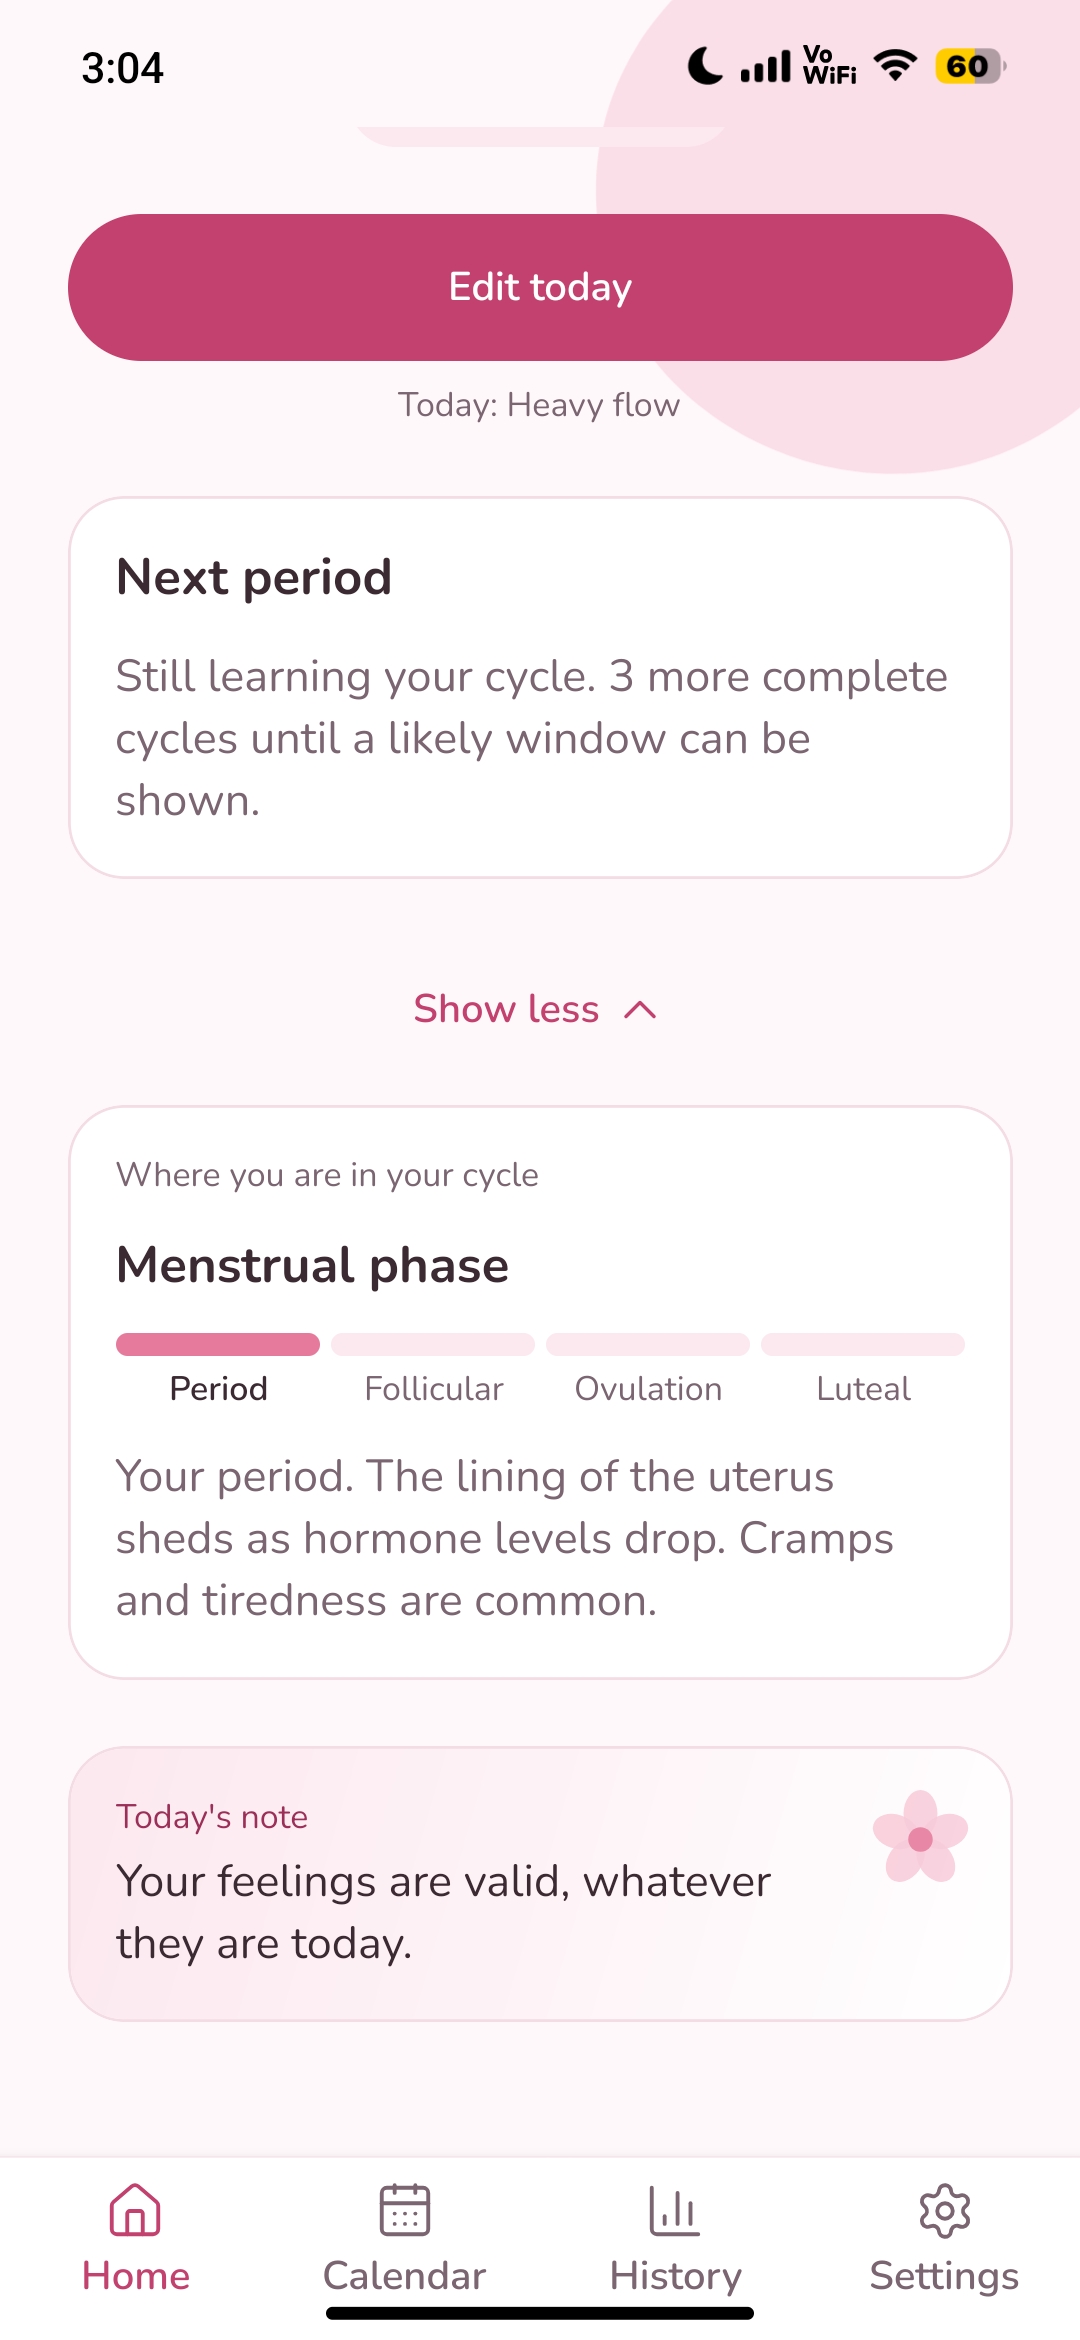 3:04
Vo
WiFi
60
Edit today
Today: Heavy flow
Next period
Still learning your cycle. 3 more complete
cycles until a likely window can be
shown.
Show less
Where you are in your cycle
Menstrual phase
Period
Follicular
Ovulation
Luteal
Your period. The lining of the uterus
sheds as hormone levels drop. Cramps
and tiredness are common.
Today's note
Your feelings are valid, whatever
they are today.
Home
Calendar
History
Settings